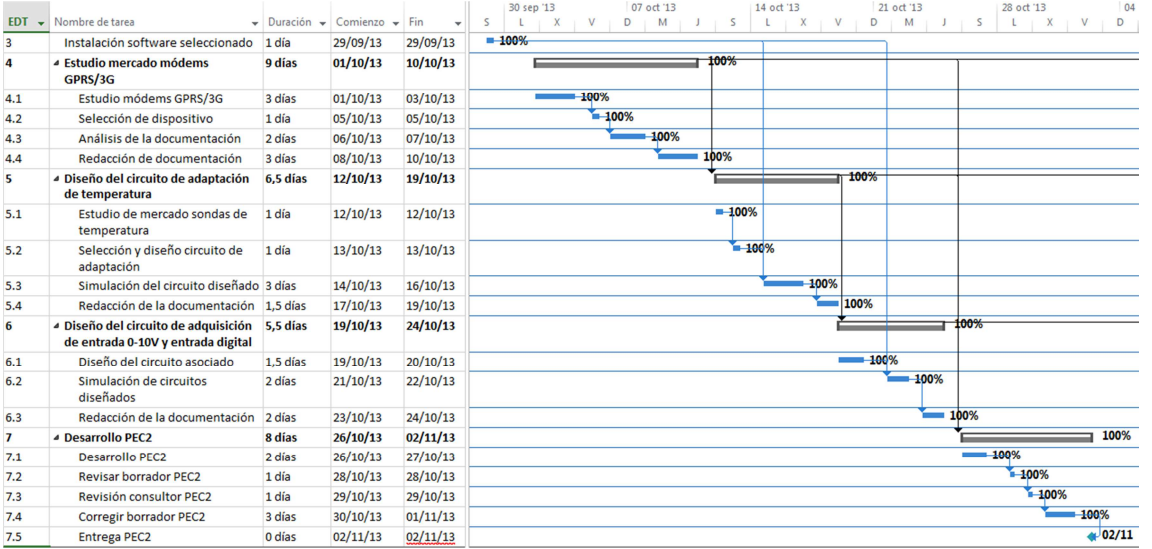 30 sep '13 07 oct '13 14 oct '13 21 oct '13 28 oct '13 04
EDT Nombre de tarea Duración Comienzo Fin S L X V D M J S L X V D M J S L X V D
3 Instalación software seleccionado 1 día 29/09/13 29/09/13 100%
4 Estudio mercado módems 9 días 01/10/13 10/10/13 100%
GPRS/3G
4.1 Estudio módems GPRS/3G 3 días 01/10/13 03/10/13 100%
4.2 Selección de dispositivo 1 día 05/10/13 05/10/13 100%
4.3 Análisis de la documentación 2 días 06/10/13 07/10/13 100%
4.4 Redacción de documentación 3 días 08/10/13 10/10/13 100%
5 Diseño del circuito de adaptación 6,5 días 12/10/13 19/10/13 100%
de temperatura
5.1 Estudio de mercado sondas de 1 día 12/10/13 12/10/13 100%
temperatura
5.2 Selección y diseño circuito de 1 día 13/10/13 13/10/13 100%
adaptación
5.3 Simulación del circuito diseñado 3 días 14/10/13 16/10/13 100%
5.4 Redacción de la documentación 1,5 días 17/10/13 19/10/13 100%
6 Diseño del circuito de adquisición 5,5 días 19/10/13 24/10/13 100%
de entrada 0-10V y entrada digital
6.1 Diseño del circuito asociado 1,5 días 19/10/13 20/10/13 100%
6.2 Simulación de circuitos 2 días 21/10/13 22/10/13 100%
diseñados
6.3 Redacción de la documentación 2 días 23/10/13 24/10/13 100%
7 Desarrollo PEC2 8 días 26/10/13 02/11/13 100%
7.1 Desarrollo PEC2 2 días 26/10/13 27/10/13 100%
7.2 Revisar borrador PEC2 1 día 28/10/13 28/10/13 100%
7.3 Revisión consultor PEC2 1 día 29/10/13 29/10/13 100%
7.4 Corregir borrador PEC2 3 días 30/10/13 01/11/13 100%
7.5 Entrega PEC2 0 días 02/11/13 02/11/13 02/11